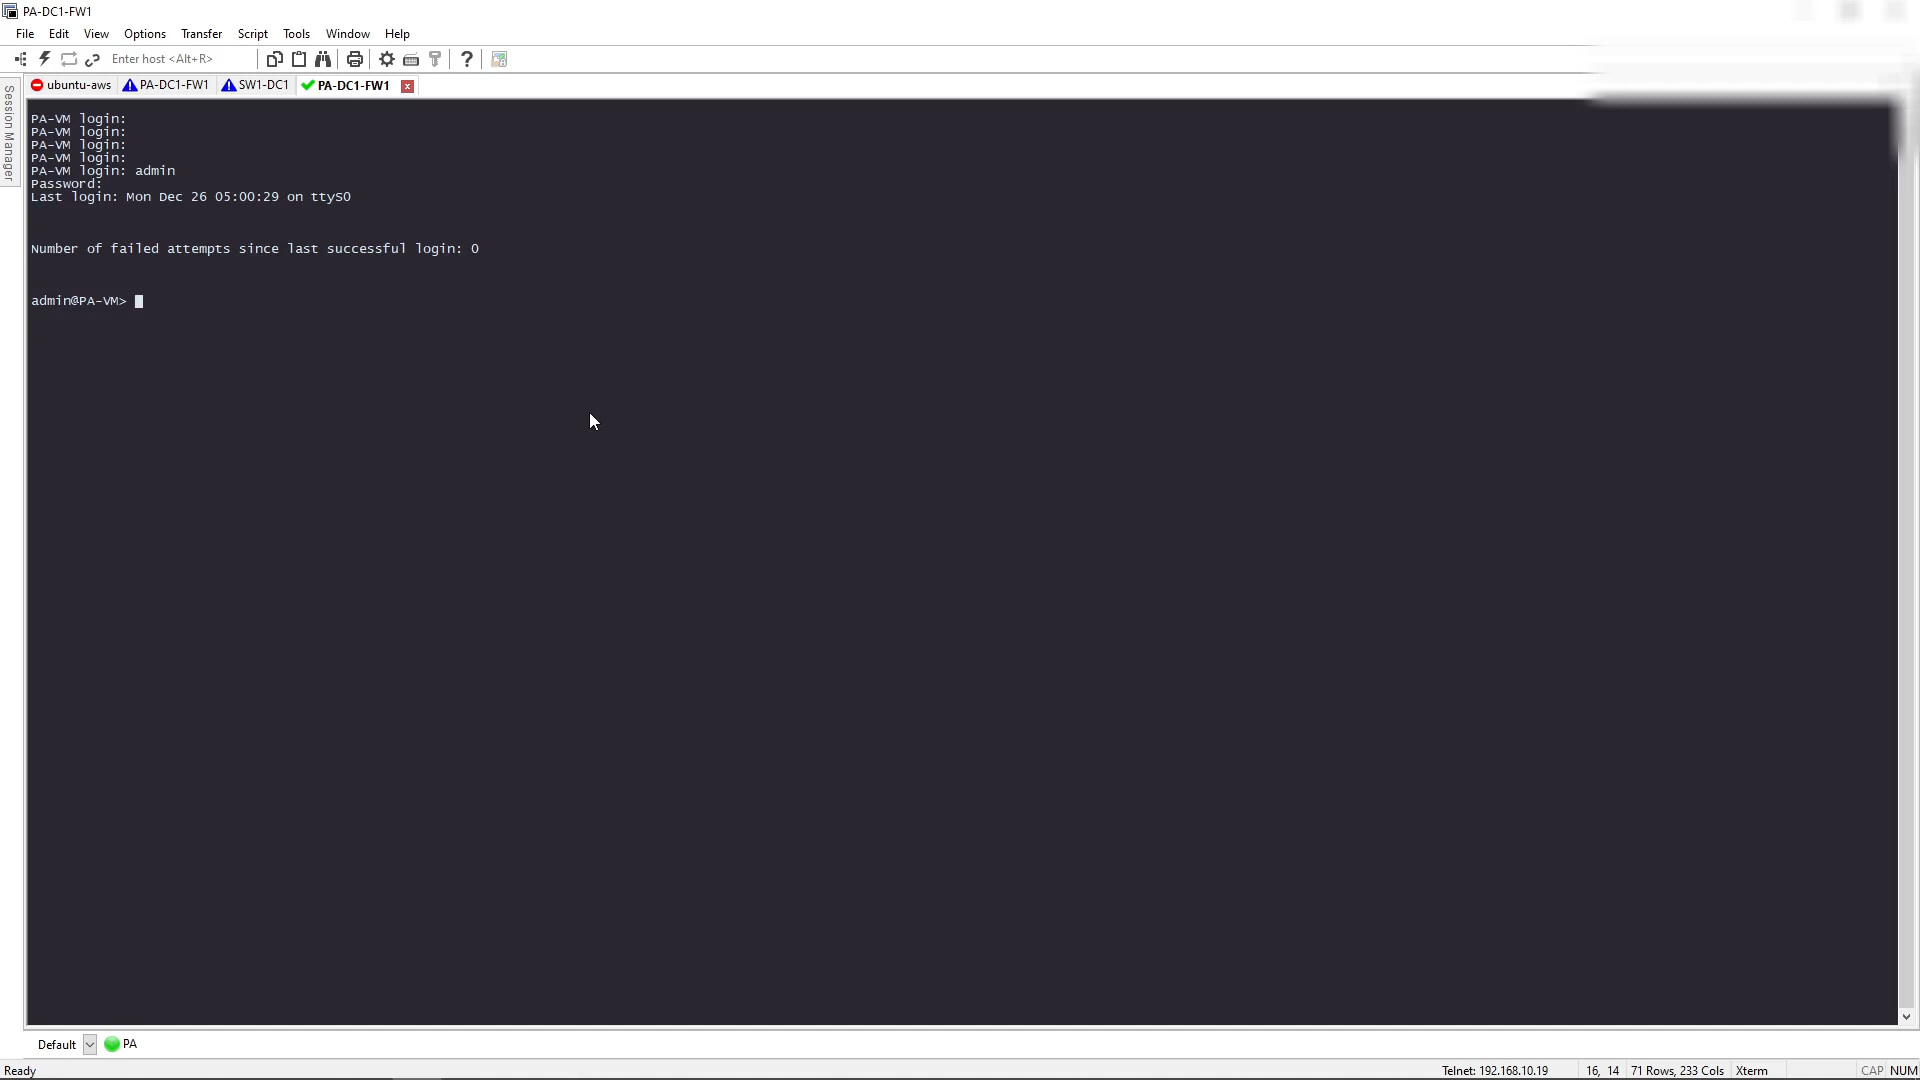 PA-DC1-FW1
File Edit View Options Transfer Script Tools Window Help
Enter host <Alt+R>
ubuntu-aws PA-DC1-FW1 SW1-DC1 PA-DC1-FW1
Session Manager
PA-VM login:
PA-VM login:
PA-VM login:
PA-VM login:
PA-VM login: admin
Password:
Last login: Mon Dec 26 05:00:29 on ttyS0
Number of failed attempts since last successful login: 0
admin@PA-VM>
Default PA
Ready Telnet: 192.168.10.19 16, 14 71 Rows, 233 Cols Xterm CAP NUM